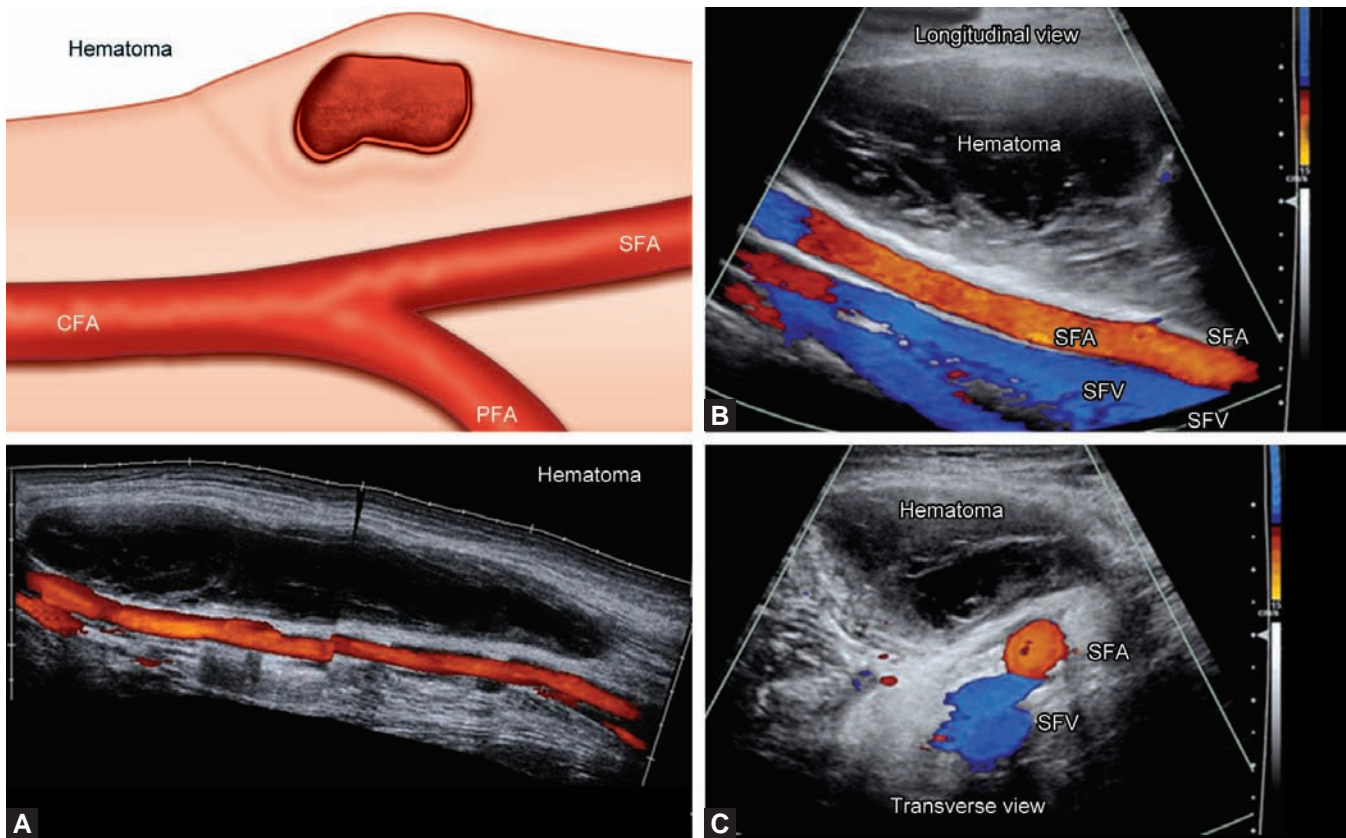 Hematoma
SFA
CFA
PFA
Hematoma
A
Longitudinal view
Hematoma
SFA
SFA
SFV
SFV
B
Hematoma
SFA
SFV
Transverse view
C